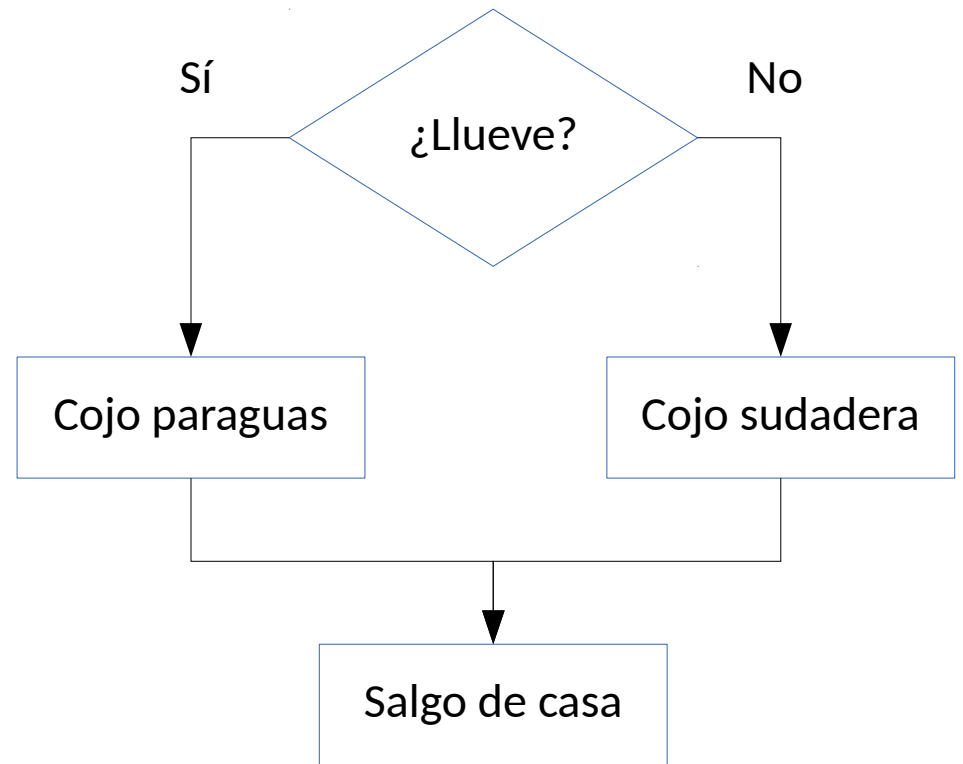 Sí
No
¿Llueve?
Cojo paraguas
Cojo sudadera
Salgo de casa